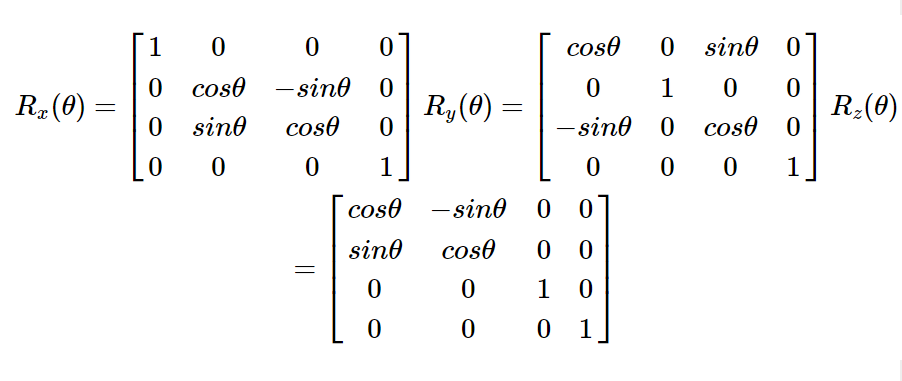 R_x(θ) = [1 0 0 0; 0 cosθ −sinθ 0; 0 sinθ cosθ 0; 0 0 0 1] R_y(θ) = [cosθ 0 sinθ 0; 0 1 0 0; −sinθ 0 cosθ 0; 0 0 0 1] R_z(θ)
= [cosθ −sinθ 0 0; sinθ cosθ 0 0; 0 0 1 0; 0 0 0 1]